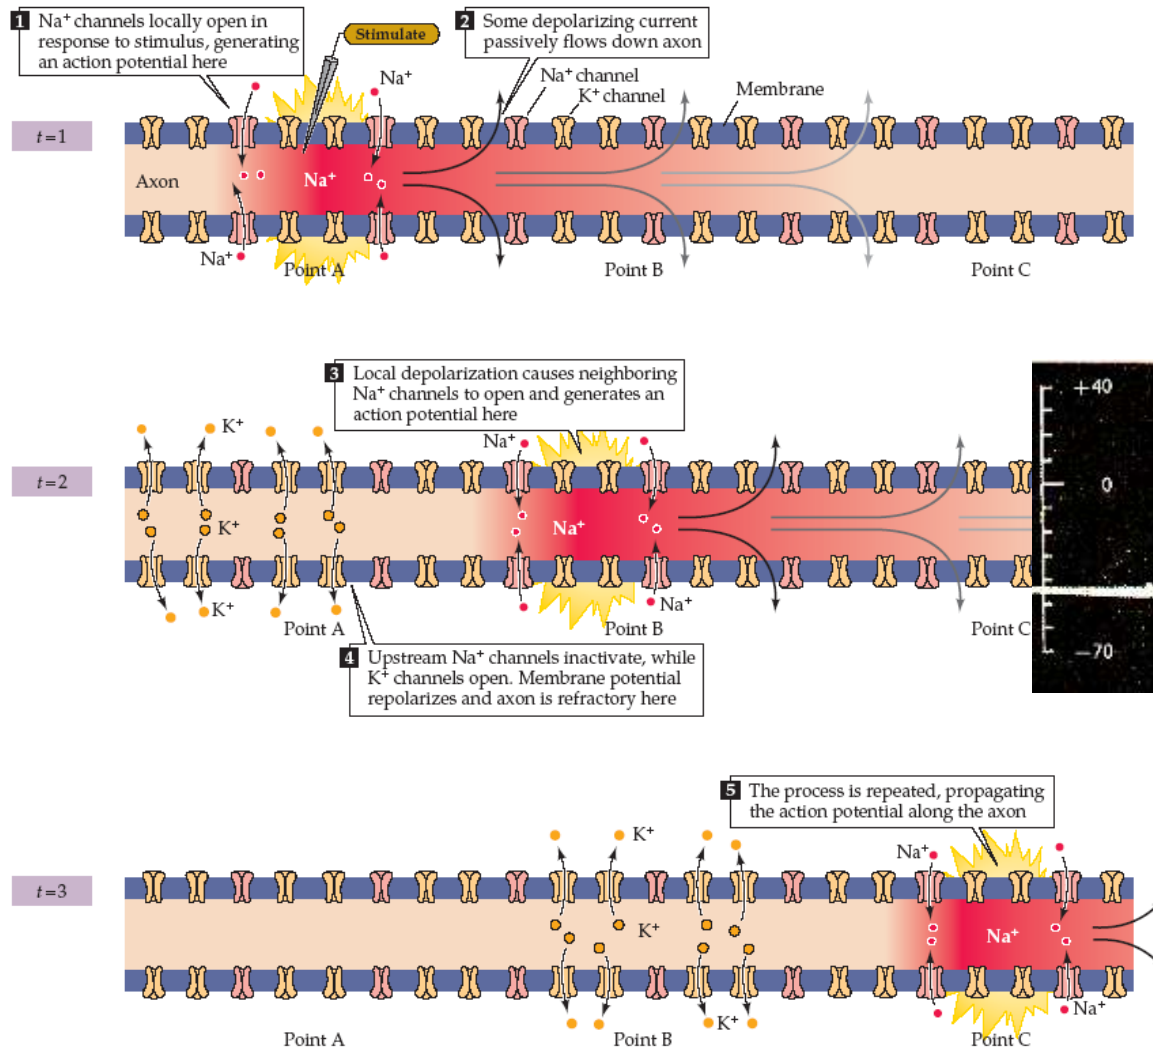 1 Na⁺ channels locally open in
response to stimulus, generating
an action potential here
Stimulate
2 Some depolarizing current
passively flows down axon
Na⁺
Na⁺ channel
K⁺ channel
Membrane
t=1
Axon
Na⁺
Na⁺
Point A
Point B
Point C
3 Local depolarization causes neighboring
Na⁺ channels to open and generates an
action potential here
K⁺
Na⁺
+40
t=2
0
K⁺
Na⁺
K⁺
Na⁺
Point A
Point B
Point C
−70
4 Upstream Na⁺ channels inactivate, while
K⁺ channels open. Membrane potential
repolarizes and axon is refractory here
5 The process is repeated, propagating
the action potential along the axon
K⁺
Na⁺
t=3
K⁺
Na⁺
K⁺
Na⁺
Point A
Point B
Point C